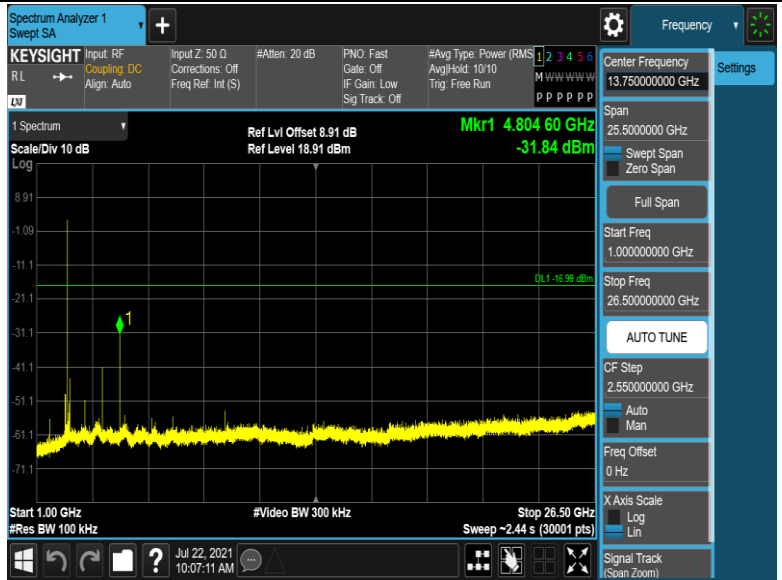 Spectrum Analyzer 1
Swept SA
+
Frequency
KEYSIGHT
RL
LXI
Input: RF
Coupling: DC
Align: Auto
Input Z: 50 Ω
Corrections: Off
Freq Ref: Int (S)
#Atten: 20 dB
PNO: Fast
Gate: Off
IF Gain: Low
Sig Track: Off
#Avg Type: Power (RMS
Avg|Hold: 10/10
Trig: Free Run
1 2 3 4 5 6
M W W W W W
P P P P P P
1 Spectrum
Scale/Div 10 dB
Log
Ref Lvl Offset 8.91 dB
Ref Level 18.91 dBm
Mkr1 4.804 60 GHz
-31.84 dBm
8.91
-1.09
-11.1
DL1 -16.99 dBm
-21.1
1
-31.1
-41.1
-51.1
-61.1
-71.1
Start 1.00 GHz
#Video BW 300 kHz
Stop 26.50 GHz
#Res BW 100 kHz
Sweep ~2.44 s (30001 pts)
?
Jul 22, 2021
10:07:11 AM
Center Frequency
13.750000000 GHz
Settings
Span
25.5000000 GHz
Swept Span
Zero Span
Full Span
Start Freq
1.000000000 GHz
Stop Freq
26.500000000 GHz
AUTO TUNE
CF Step
2.550000000 GHz
Auto
Man
Freq Offset
0 Hz
X Axis Scale
Log
Lin
Signal Track
(Span Zoom)